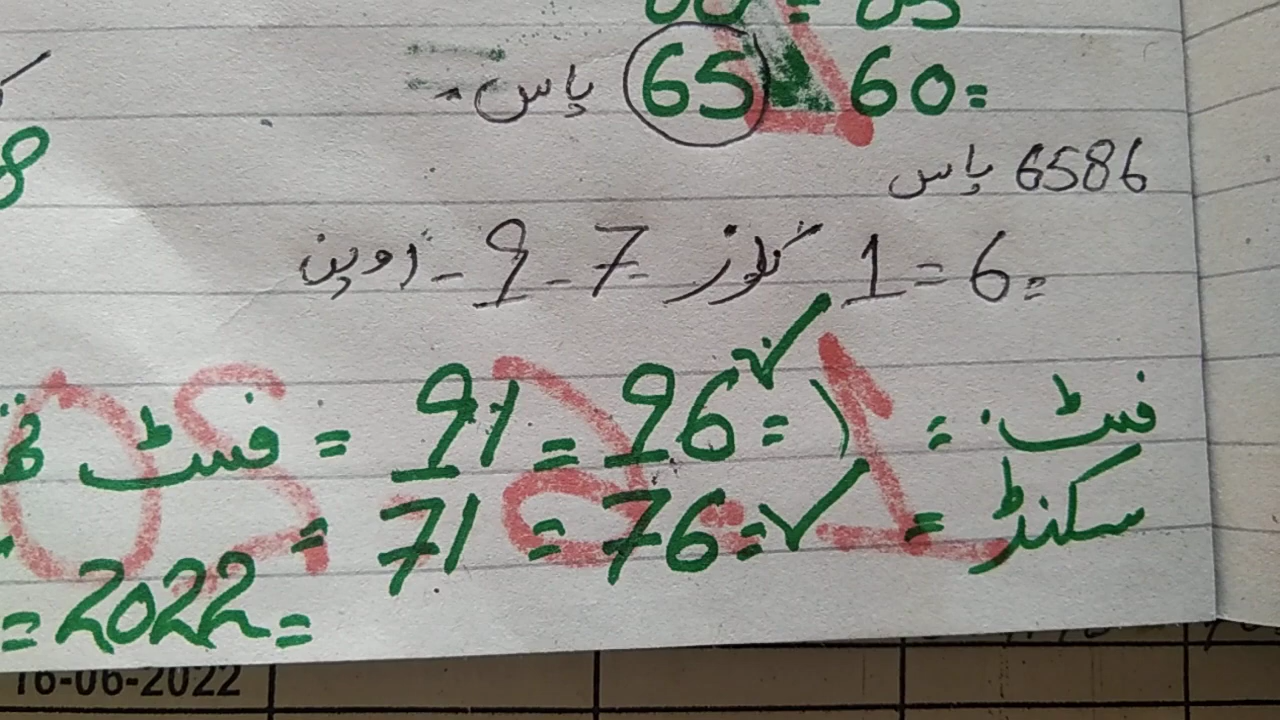 65 = 60 =
پاس
6586 پاس
6 = 1 کلوز 7 - 9 - اوپن
فسٹ = 96 = 91 = فسٹ
سکنڈ = 76 = 71 =
= 2022 =
16-06-2022